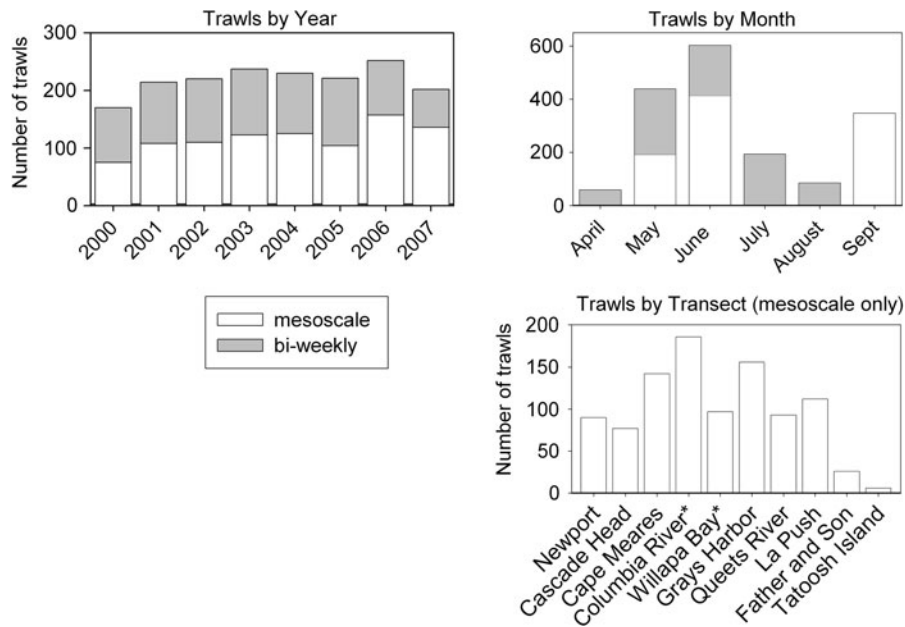 Trawls by Year
Number of trawls
300
200
100
0
2000
2001
2002
2003
2004
2005
2006
2007
mesoscale
bi-weekly
Trawls by Month
600
400
200
0
April
May
June
July
August
Sept
Trawls by Transect (mesoscale only)
Number of trawls
200
150
100
50
0
Newport
Cascade Head
Cape Meares
Columbia River*
Willapa Bay*
Grays Harbor
Queets River
La Push
Father and Son
Tatoosh Island